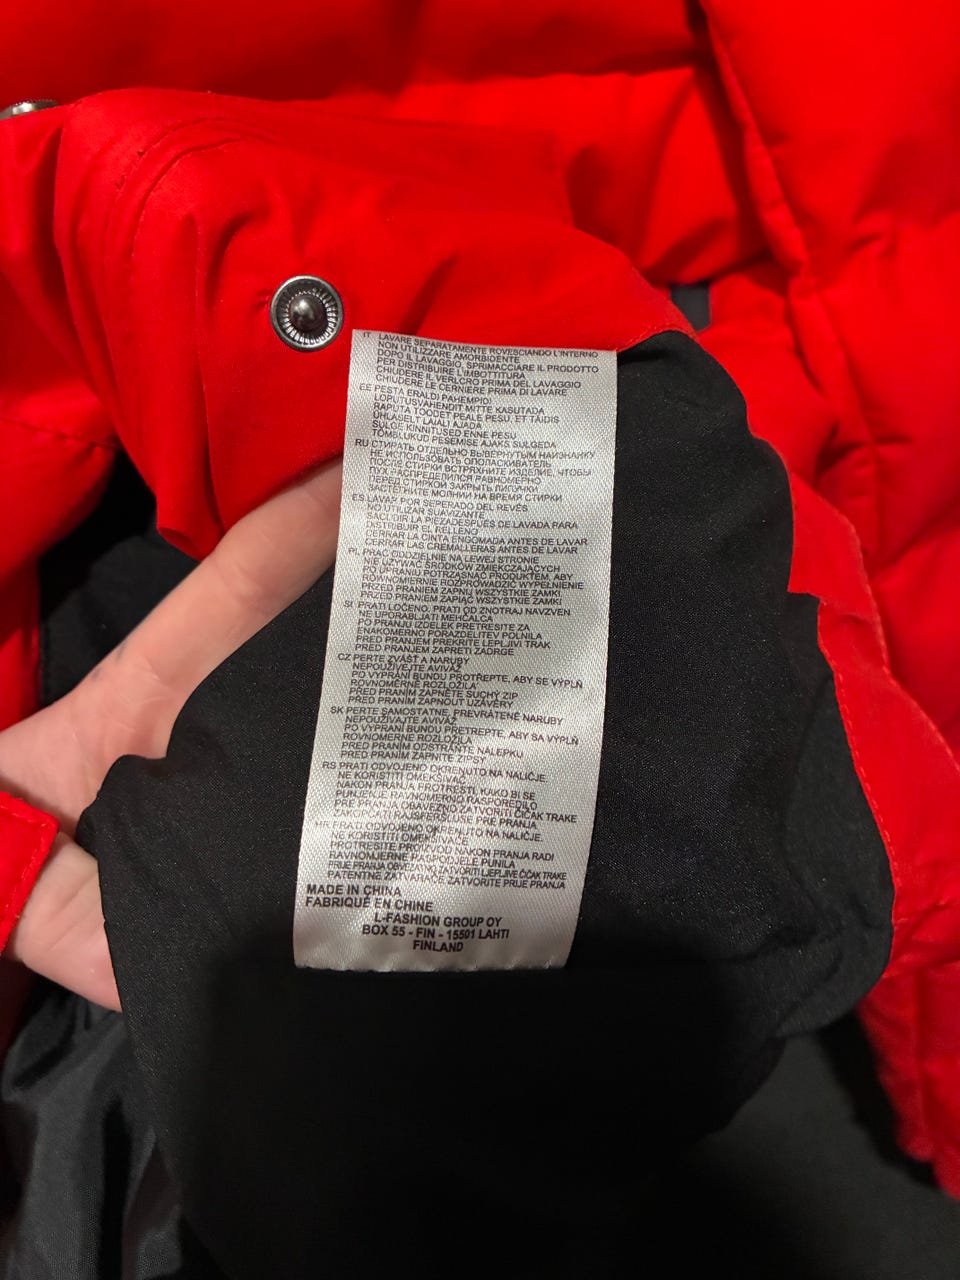 IT LAVARE SEPARATAMENTE ROVESCIANDO L'INTERNO
NON UTILIZZARE AMORBIDENTE
DOPO IL LAVAGGIO, SPRIMACCIARE IL PRODOTTO
PER DISTRIBUIRE L'IMBOTTITURA
CHIUDERE IL VERLCRO PRIMA DEL LAVAGGIO
CHIUDERE LE CERNIERE PRIMA DI LAVARE
EE PESTA ERALDI PAHEMPIDI
LOPUTUSVAHENDIT MITTE KASUTADA
RAPUTA TOODET PEALE PESU, ET TÄIDIS
ÜHLASELT LAIALI AJADA
SULGE KINNITUSED ENNE PESU
TÕMBLUKUD PESEMISE AJAKS SULGEDA
RU СТИРАТЬ ОТДЕЛЬНО ВЫВЕРНУТЫМ НАИЗНАНКУ
НЕ ИСПОЛЬЗОВАТЬ ОПОЛАСКИВАТЕЛЬ
ПОСЛЕ СТИРКИ ВСТРЯХНИТЕ ИЗДЕЛИЕ, ЧТОБЫ
ПУХ РАСПРЕДЕЛИЛСЯ РАВНОМЕРНО
ПЕРЕД СТИРКОЙ ЗАКРЫТЬ ЛИПУЧКИ
ЗАСТЕГНИТЕ МОЛНИИ НА ВРЕМЯ СТИРКИ
ES LAVAR POR SEPERADO DEL REVÉS
NO UTILIZAR SUAVIZANTE
SACUDIR LA PIEZADESPUÉS DE LAVADA PARA
DISTRIBUIR EL RELLENO
CERRAR LA CINTA ENGOMADA ANTES DE LAVAR
CERRAR LAS CREMALLERAS ANTES DE LAVAR
PL PRAĆ ODDZIELNIE NA LEWEJ STRONIE
NIE UŻYWAĆ ŚRODKÓW ZMIĘKCZAJĄCYCH
PO UPRANIU POTRZĄSNĄĆ PRODUKTEM, ABY
RÓWNOMIERNIE ROZPROWADZIĆ WYPEŁNIENIE
PRZED PRANIEM ZAPNIJ WSZYSTKIE ZAMKI
PRZED PRANIEM ZAPIĄĆ WSZYSTKIE ZAMKI
SI PRATI LOČENO, PRATI OD ZNOTRAJ NAVZVEN
NE UPORABLJATI MEHČALCA
PO PRANJU IZDELEK PRETRESITE ZA
ENAKOMERNO PORAZDELITEV POLNILA
PRED PRANJEM PREKRITE LEPLJIVI TRAK
PRED PRANJEM ZAPRETI ZADRGE
CZ PERTE ZVÁŠŤ A NARUBY
NEPOUŽÍVEJTE AVIVÁŽ
PO VYPRÁNÍ BUNDU PROTŘEPTE, ABY SE VÝPLŇ
ROVNOMĚRNĚ ROZLOŽILA
PŘED PRANÍM ZAPNĚTE SUCHÝ ZIP
PŘED PRANÍM ZAPNOUT UZÁVĚRY
SK PERTE SAMOSTATNE, PREVRÁTENÉ NARUBY
NEPOUŽÍVAJTE AVIVÁŽ
PO VYPRANÍ BUNDU PRETREPTE, ABY SA VÝPLŇ
ROVNOMERNE ROZLOŽILA
PRED PRANÍM ODSTRÁŇTE NÁLEPKU
PRED PRANÍM ZAPNITE ZIPSY
RS PRATI ODVOJENO OKRENUTO NA NALIČJE
NE KORISTITI OMEKŠIVAČ
NAKON PRANJA PROTRESTI, KAKO BI SE
PUNJENJE RAVNOMERNO RASPOREDILO
PRE PRANJA OBAVEZNO ZATVORITI ČIČAK TRAKE
ZAKOPČATI RAJSFERŠLUSE PRE PRANJA
HR PRATI ODVOJENO OKRENUTO NA NALIČJE.
NE KORISTITI OMEKŠIVAČE
PROTRESITE PROIZVOD NAKON PRANJA RADI
RAVNOMJERNE RASPODJELE PUNILA
PRIJE PRANJA OBVEZATNO ZATVORITI LJEPLJIVE ČIČAK TRAKE
PATENTNE ZATVARAČE ZATVORITE PRIJE PRANJA
MADE IN CHINA
FABRIQUÉ EN CHINE
L-FASHION GROUP OY
BOX 55 - FIN - 15501 LAHTI
FINLAND